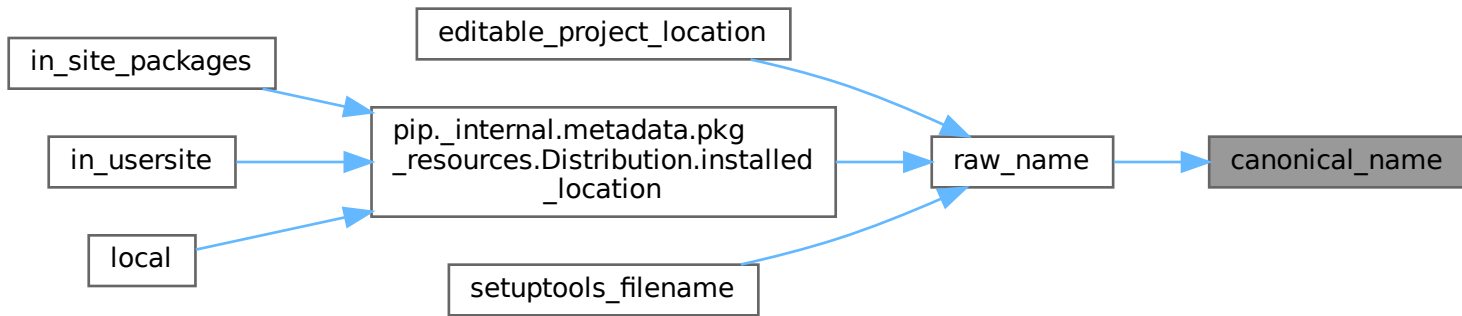 in_site_packages
in_usersite
local
editable_project_location
pip._internal.metadata.pkg
_resources.Distribution.installed
_location
setuptools_filename
raw_name
canonical_name